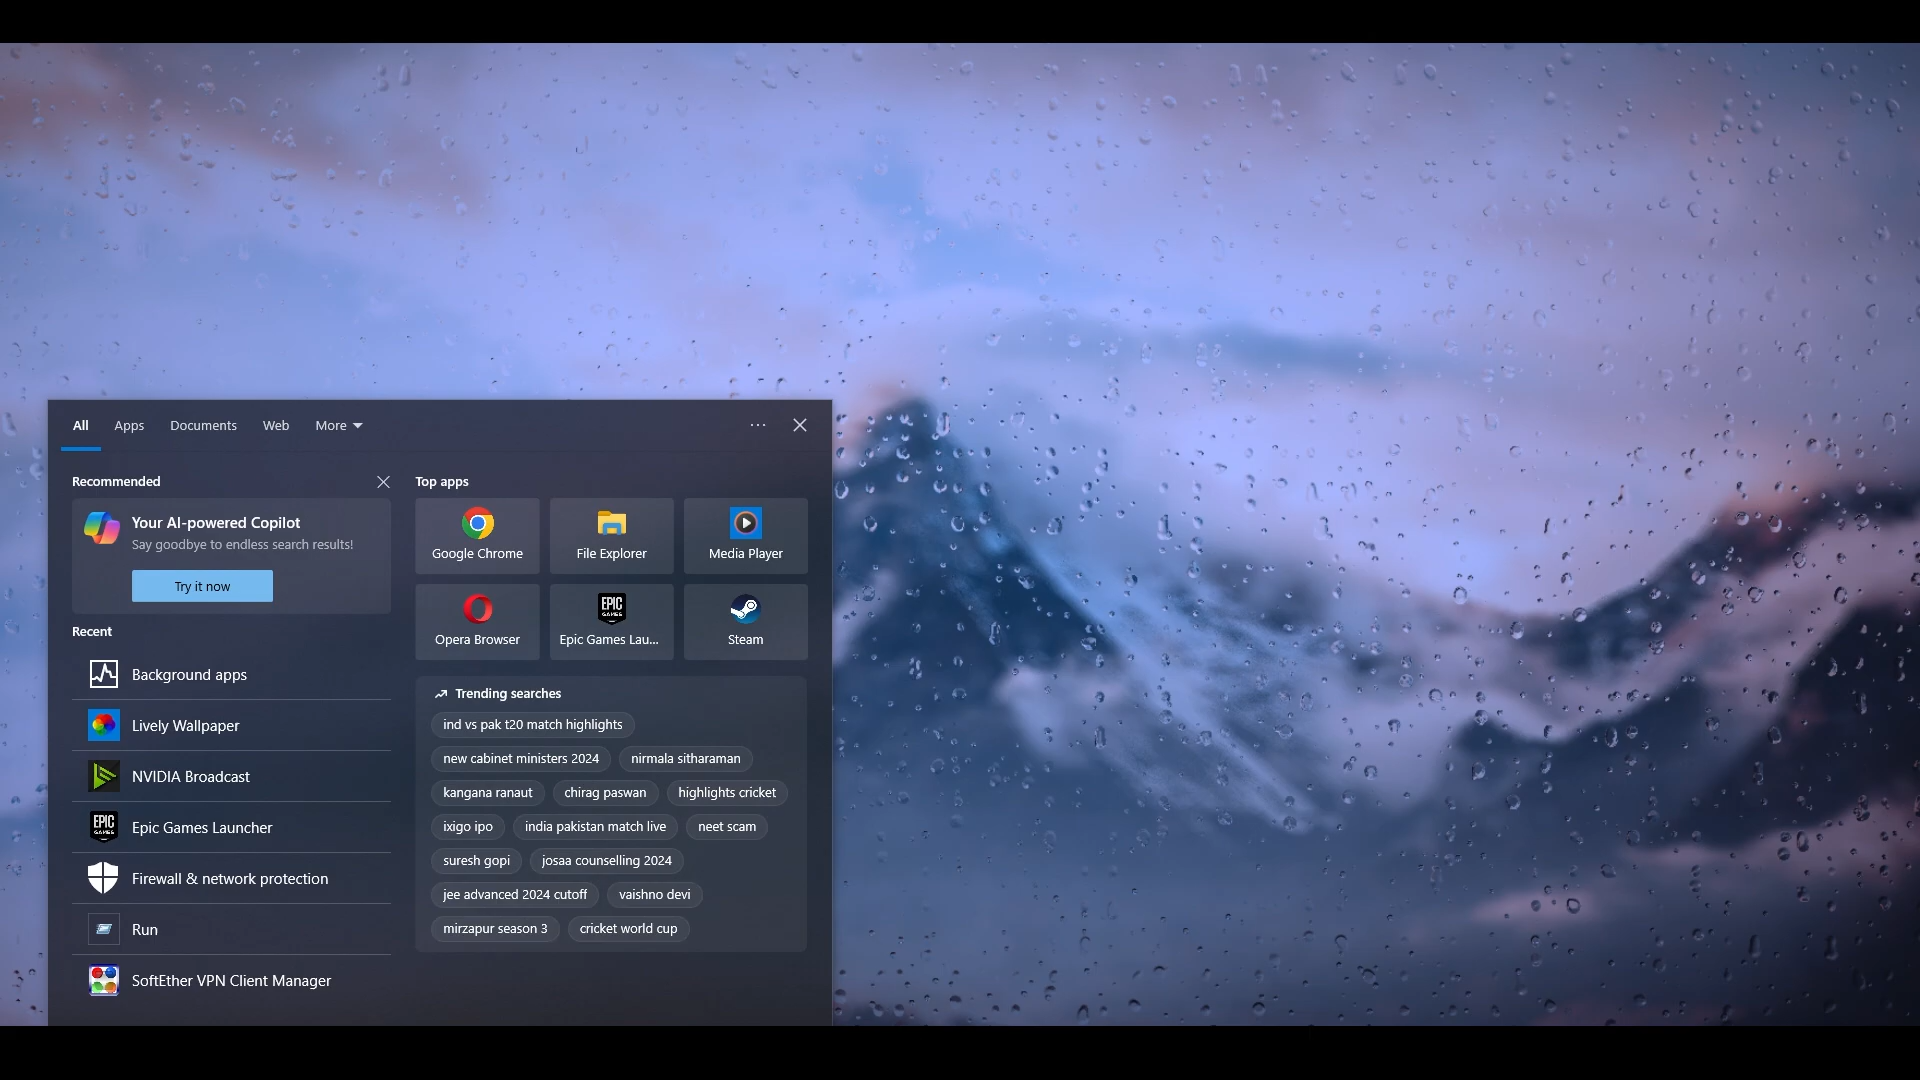 All Apps Documents Web More
Recommended
Your AI-powered Copilot
Say goodbye to endless search results!
Try it now
Recent
Background apps
Lively Wallpaper
NVIDIA Broadcast
EPIC GAMES
Epic Games Launcher
Firewall & network protection
Run
SoftEther VPN Client Manager
Top apps
Google Chrome
File Explorer
Media Player
Opera Browser
EPIC GAMES
Epic Games Lau...
Steam
Trending searches
ind vs pak t20 match highlights
new cabinet ministers 2024 nirmala sitharaman
kangana ranaut chirag paswan highlights cricket
ixigo ipo india pakistan match live neet scam
suresh gopi josaa counselling 2024
jee advanced 2024 cutoff vaishno devi
mirzapur season 3 cricket world cup